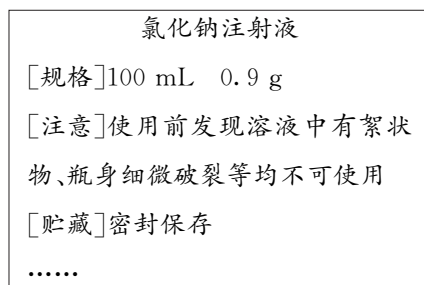 氯化钠注射液
[规格]100 mL 0.9 g
[注意]使用前发现溶液中有絮状
物、瓶身细微破裂等均不可使用
[贮藏]密封保存
……